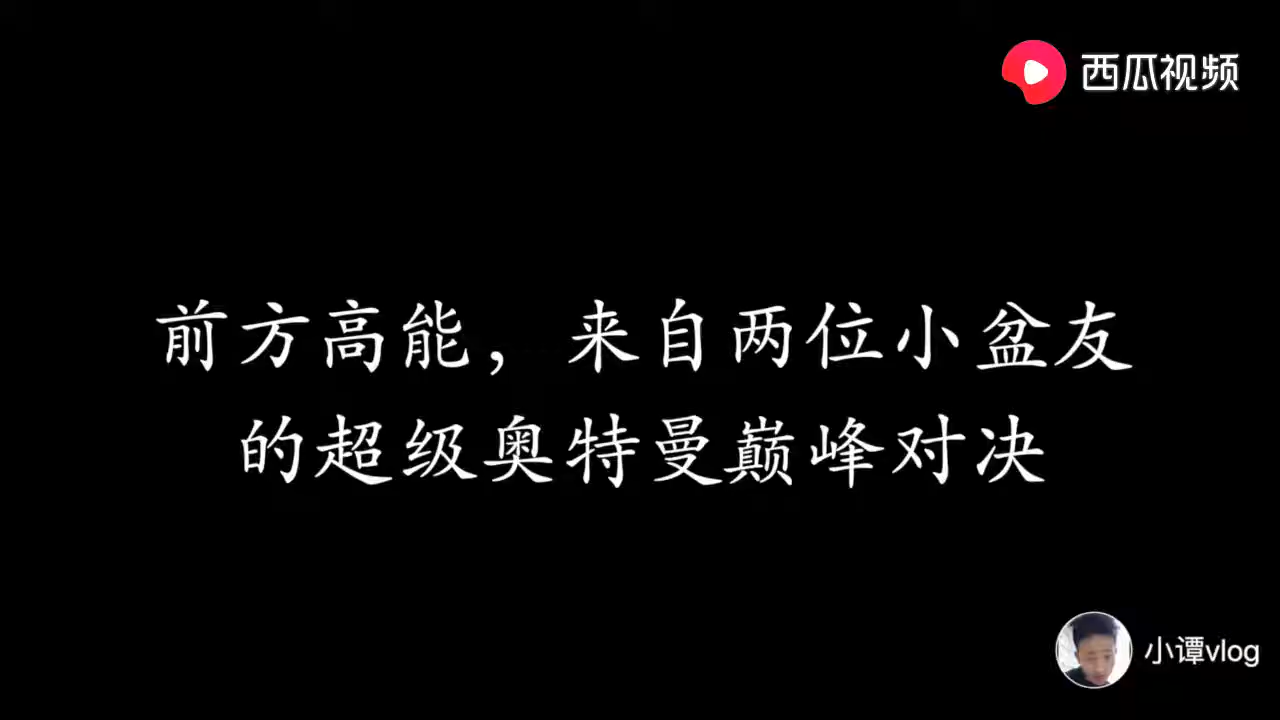 西瓜视频
前方高能，来自两位小盆友
的超级奥特曼巅峰对决
小谭vlog